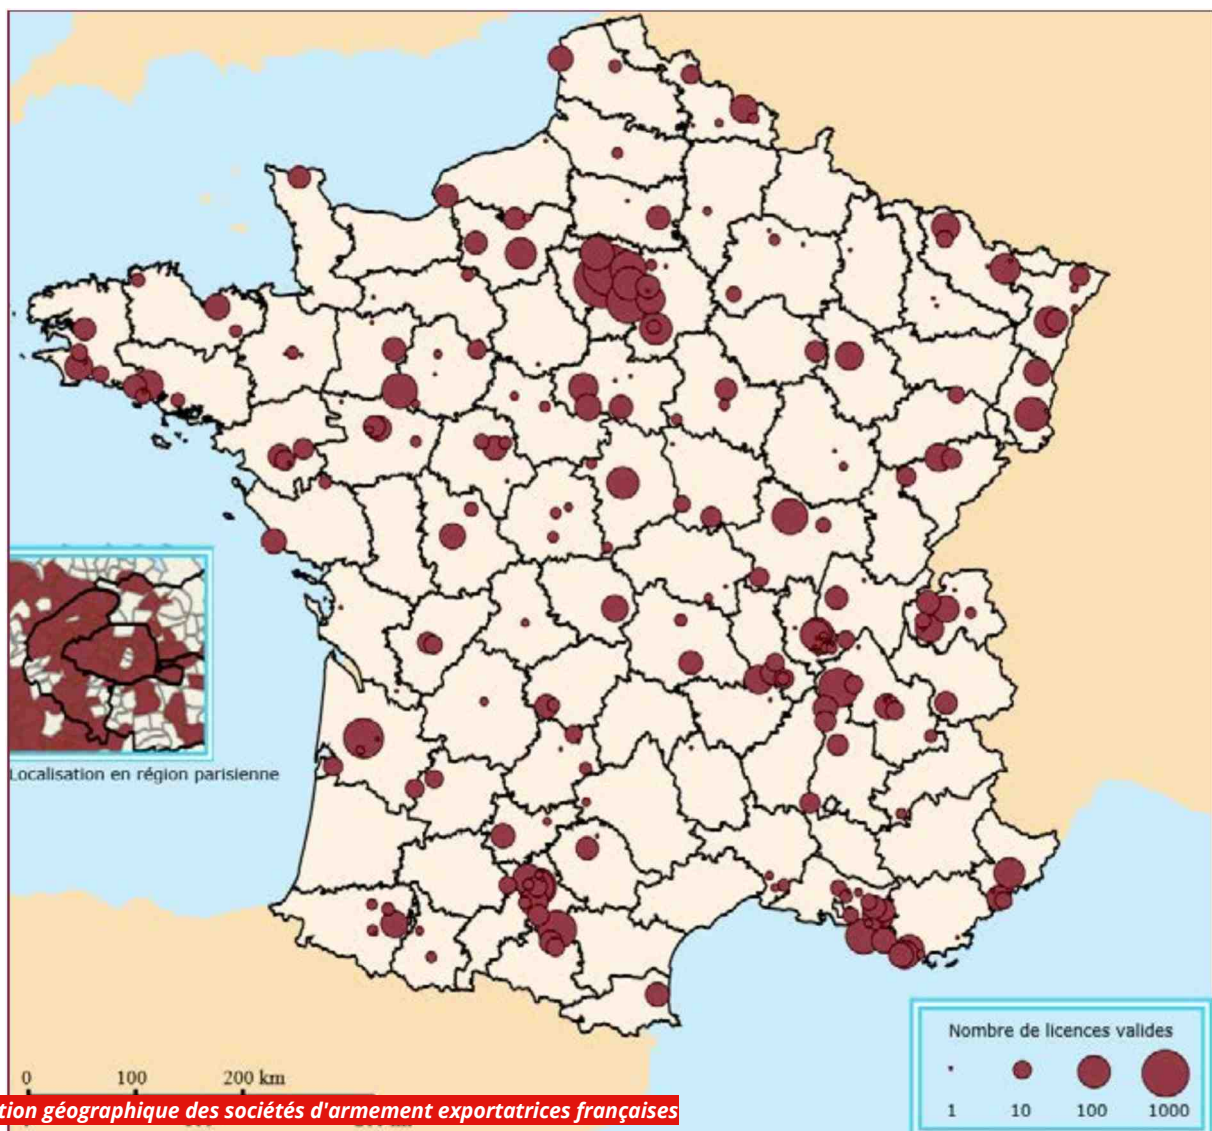 Localisation en région parisienne
Nombre de licences valides
1 10 100 1000
0 100 200 km
tion géographique des sociétés d'armement exportatrices françaises